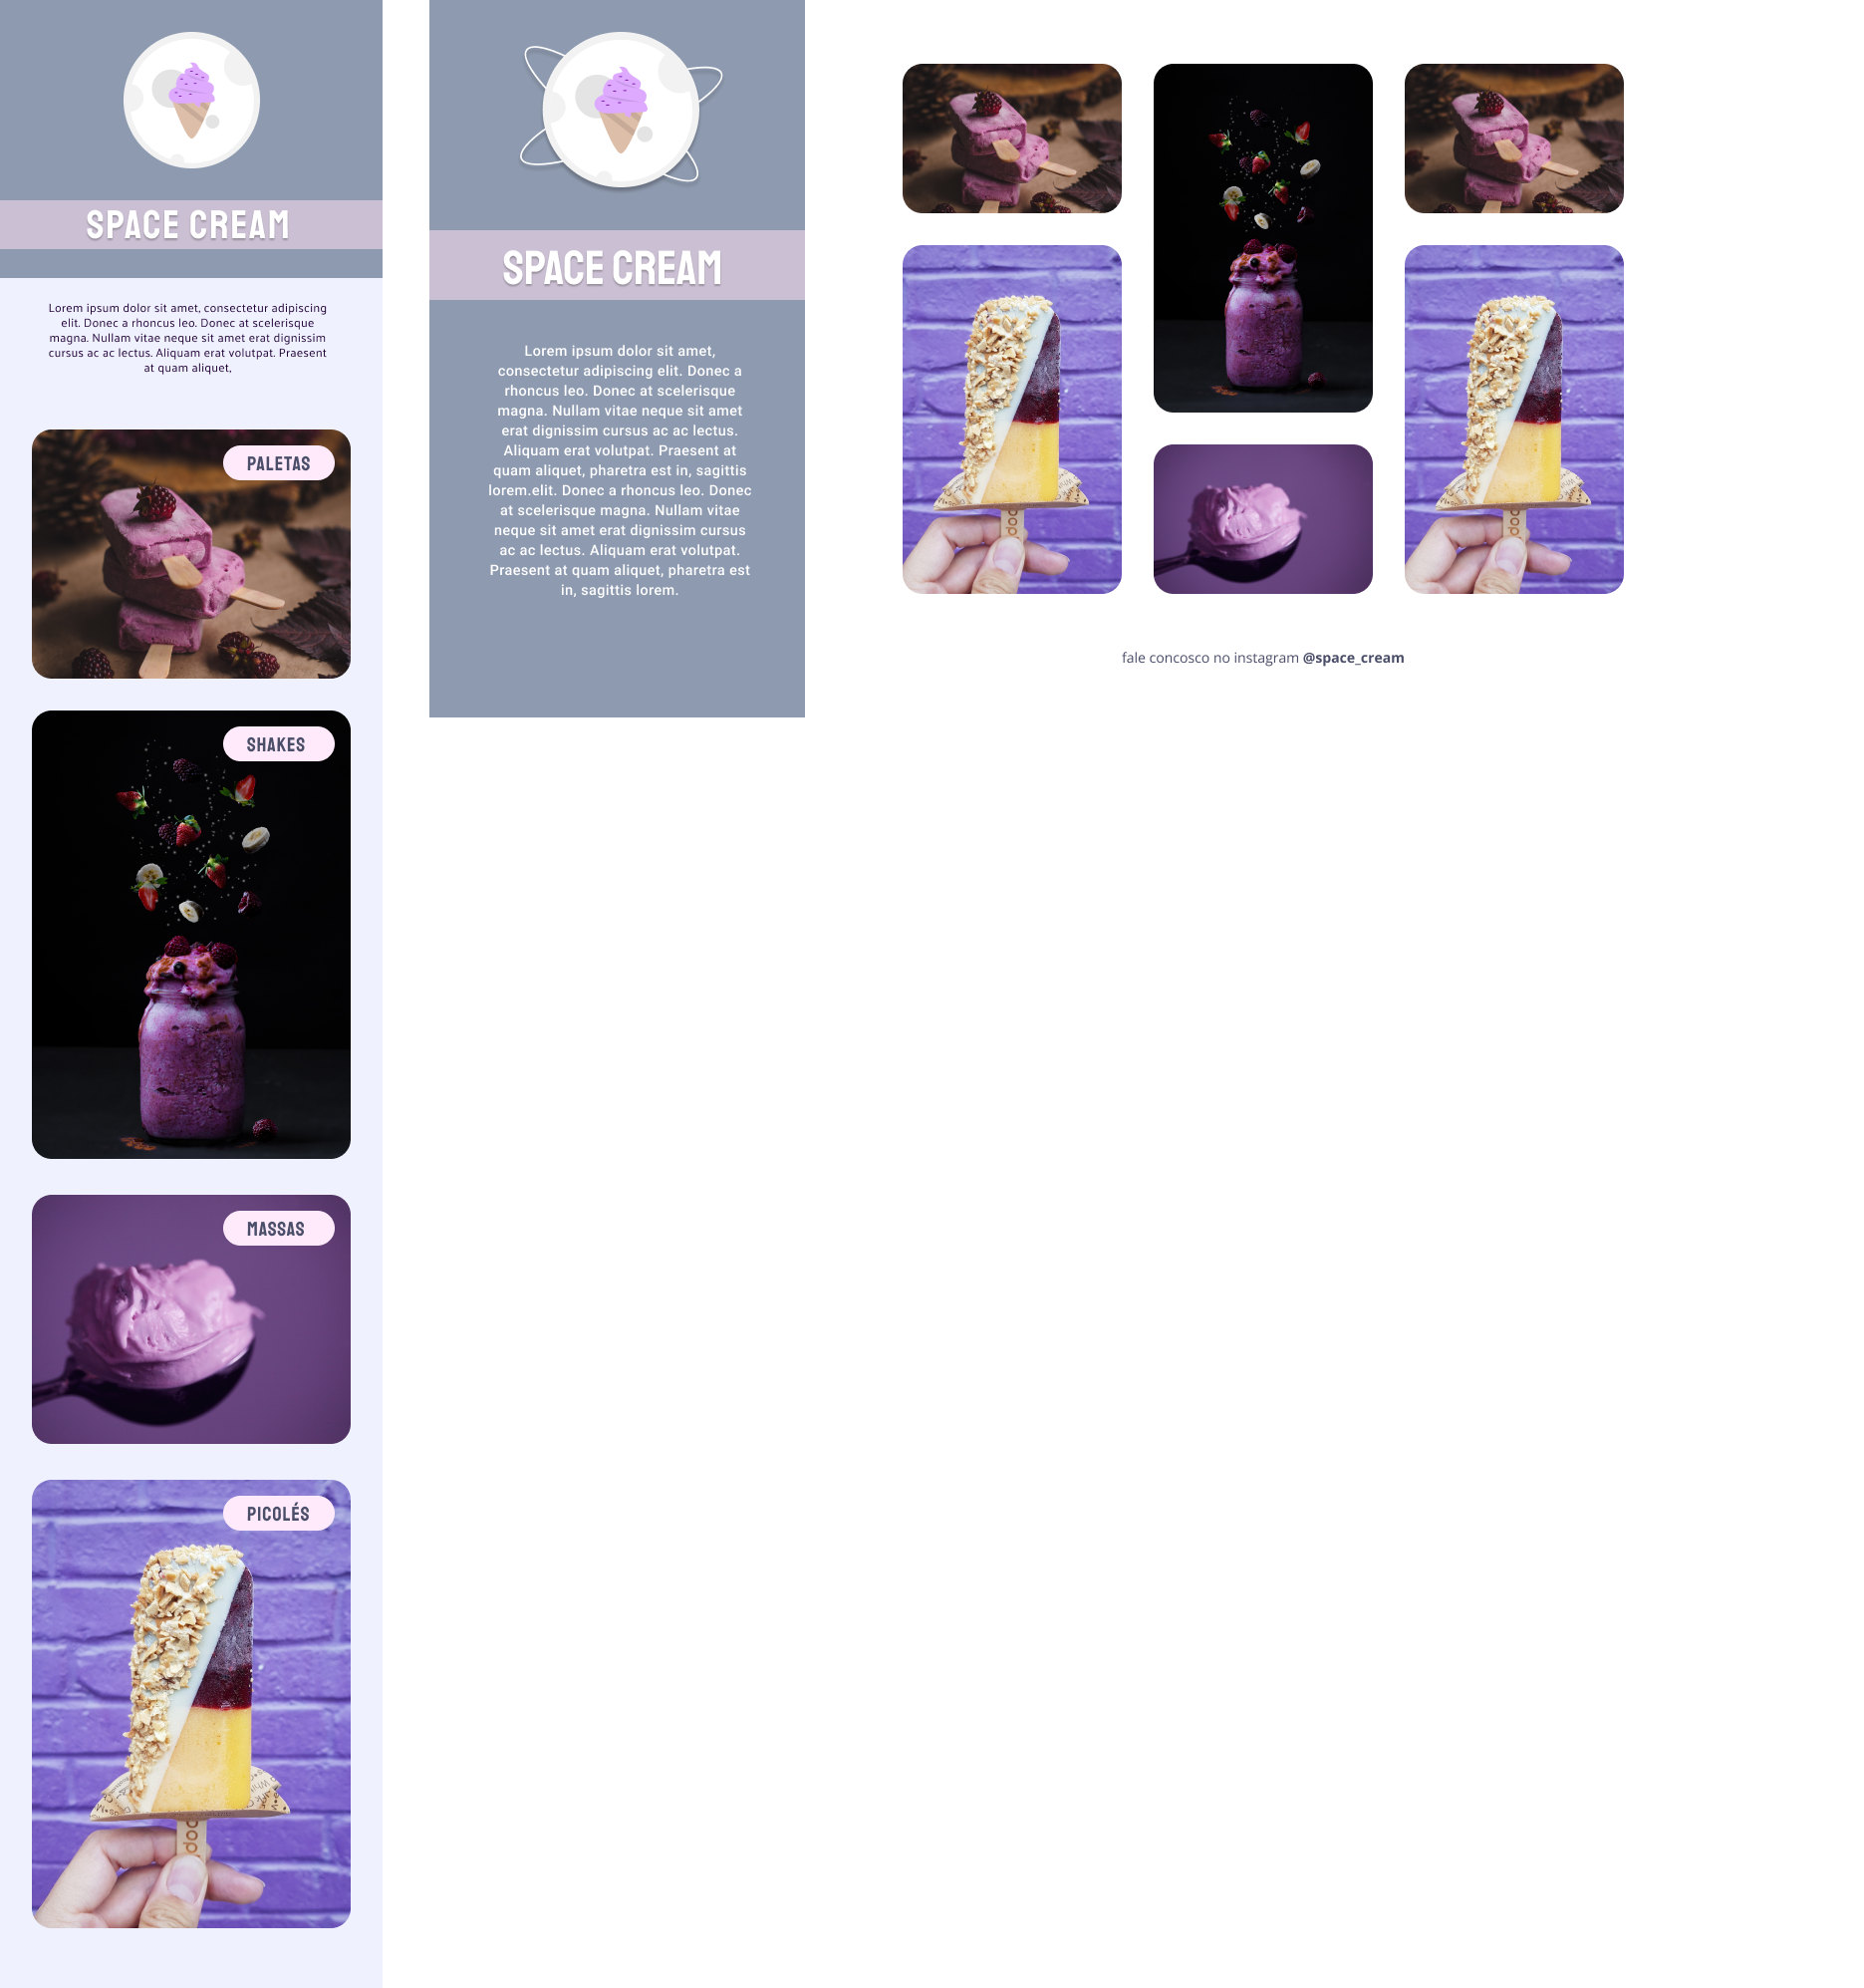 SPACE CREAM
Lorem ipsum dolor sit amet, consectetur adipiscing
elit. Donec a rhoncus leo. Donec at scelerisque
magna. Nullam vitae neque sit amet erat dignissim
cursus ac ac lectus. Aliquam erat volutpat. Praesent
at quam aliquet,
PALETAS
SHAKES
MASSAS
PICOLÉS
SPACE CREAM
Lorem ipsum dolor sit amet,
consectetur adipiscing elit. Donec a
rhoncus leo. Donec at scelerisque
magna. Nullam vitae neque sit amet
erat dignissim cursus ac ac lectus.
Aliquam erat volutpat. Praesent at
quam aliquet, pharetra est in, sagittis
lorem.elit. Donec a rhoncus leo. Donec
at scelerisque magna. Nullam vitae
neque sit amet erat dignissim cursus
ac ac lectus. Aliquam erat volutpat.
Praesent at quam aliquet, pharetra est
in, sagittis lorem.
fale concosco no instagram @space_cream